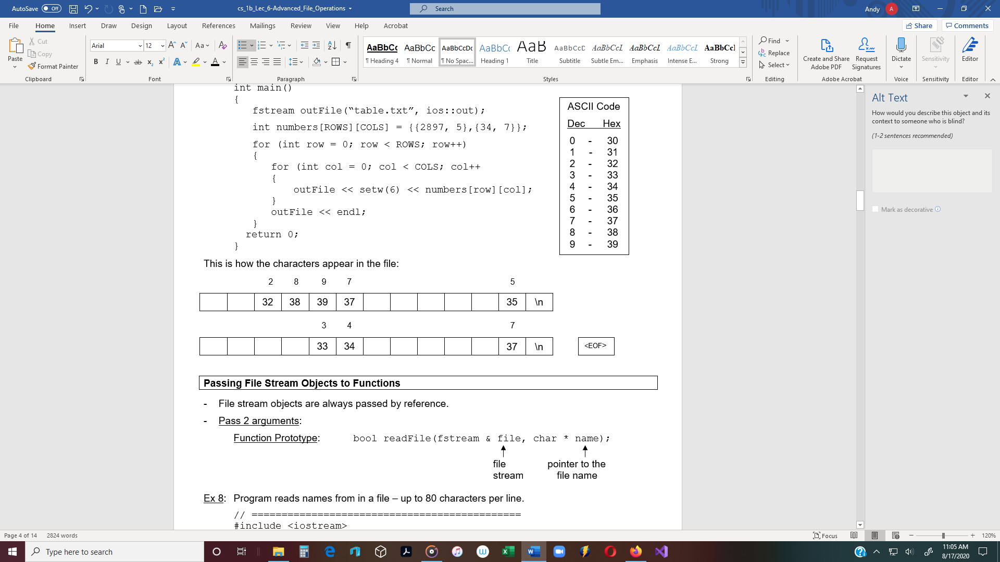 AutoSave Off
cs_1b_Lec_6-Advanced_File_Operations
Search
Andy A
File Home Insert Draw Design Layout References Mailings Review View Help Acrobat
Share Comments
Paste
Cut
Copy
Format Painter
Clipboard
Arial 12
Font
Paragraph
AaBbCc ¶ Heading 4
AaBbCc ¶ Normal
AaBbCcDc ¶ No Spac...
AaBbCc Heading 1
AaB Title
AaBbCcD Subtitle
AaBbCcL Subtle Em...
AaBbCcL Emphasis
AaBbCcL Intense E...
AaBbCcl Strong
Styles
Find
Replace
Select
Editing
Create and Share Adobe PDF
Request Signatures
Adobe Acrobat
Dictate
Voice
Sensitivity
Sensitivity
Editor
Editor
int main()
{
fstream outFile(“table.txt”, ios::out);
int numbers[ROWS][COLS] = {{2897, 5},{34, 7}};
for (int row = 0; row < ROWS; row++)
{
for (int col = 0; col < COLS; col++
{
outFile << setw(6) << numbers[row][col];
}
outFile << endl;
}
return 0;
}
ASCII Code
Dec Hex
0 - 30
1 - 31
2 - 32
3 - 33
4 - 34
5 - 35
6 - 36
7 - 37
8 - 38
9 - 39
This is how the characters appear in the file:
2 8 9 7 5
32 38 39 37 35 \n
3 4 7
33 34 37 \n <EOF>
Passing File Stream Objects to Functions
- File stream objects are always passed by reference.
- Pass 2 arguments:
Function Prototype: bool readFile(fstream & file, char * name);
file pointer to the
stream file name
Ex 8: Program reads names from in a file – up to 80 characters per line.
// =============================================
#include <iostream>
Alt Text
How would you describe this object and its
context to someone who is blind?
(1-2 sentences recommended)
Mark as decorative
Page 4 of 14 2824 words
Focus
120%
Type here to search
11:05 AM
8/17/2020